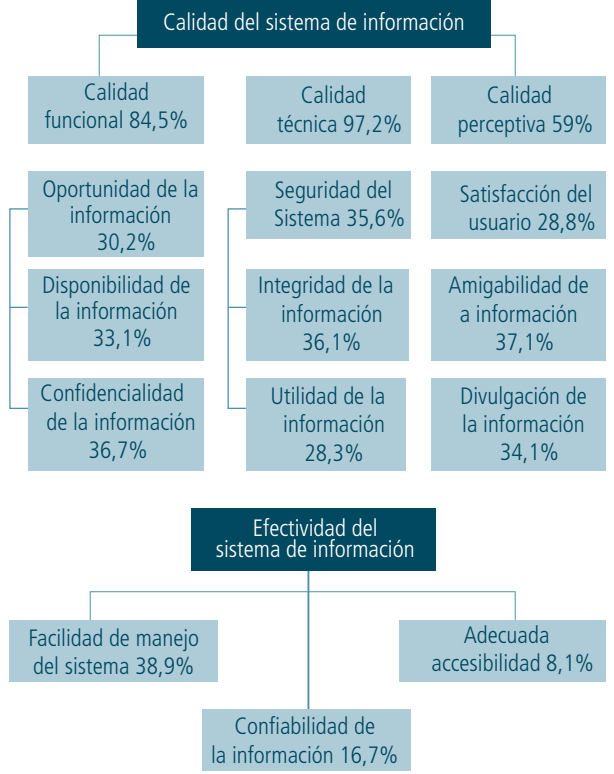 Calidad del sistema de información
Calidad
funcional 84,5%
Calidad
técnica 97,2%
Calidad
perceptiva 59%
Oportunidad de la
información
30,2%
Seguridad del
Sistema 35,6%
Satisfacción del
usuario 28,8%
Disponibilidad de
la información
33,1%
Integridad de la
información
36,1%
Amigabilidad de
a información
37,1%
Confidencialidad
de la información
36,7%
Utilidad de la
información
28,3%
Divulgación de
la información
34,1%
Efectividad del
sistema de información
Facilidad de manejo
del sistema 38,9%
Adecuada
accesibilidad 8,1%
Confiabilidad de
la información 16,7%